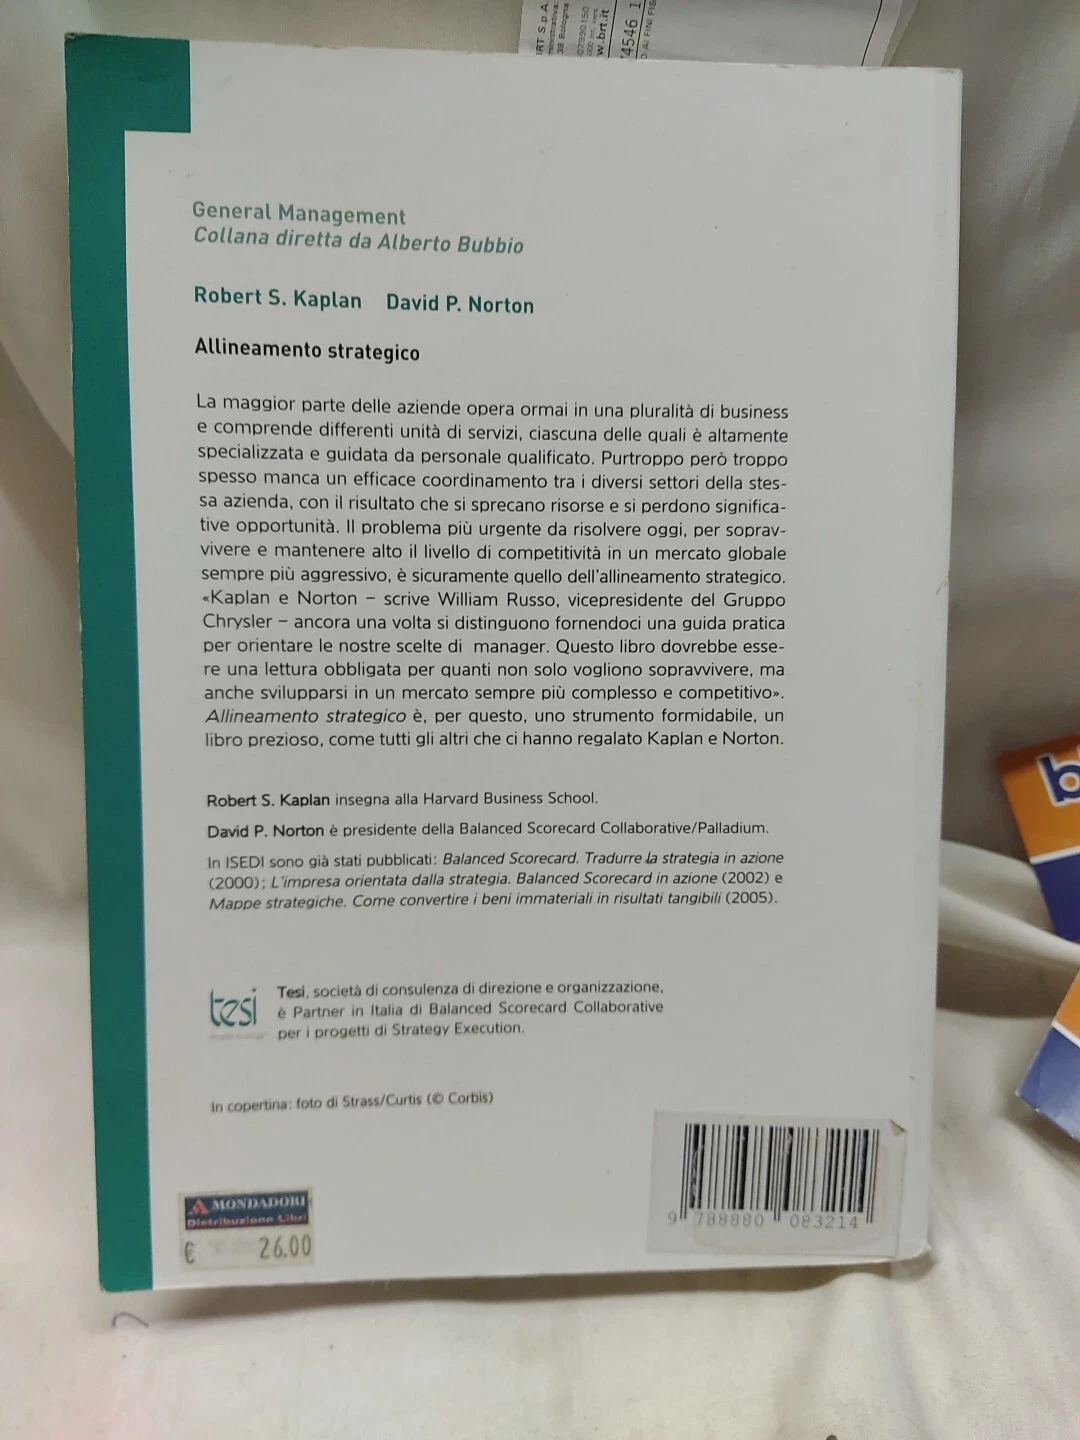 RT S.p.A.
38 Bologna
07990150
w.brt.it
74546 1
O AI FINI FIS
General Management
Collana diretta da Alberto Bubbio
Robert S. Kaplan David P. Norton
Allineamento strategico
La maggior parte delle aziende opera ormai in una pluralità di business
e comprende differenti unità di servizi, ciascuna delle quali è altamente
specializzata e guidata da personale qualificato. Purtroppo però troppo
spesso manca un efficace coordinamento tra i diversi settori della stes-
sa azienda, con il risultato che si sprecano risorse e si perdono significa-
tive opportunità. Il problema più urgente da risolvere oggi, per soprav-
vivere e mantenere alto il livello di competitività in un mercato globale
sempre più aggressivo, è sicuramente quello dell'allineamento strategico.
«Kaplan e Norton – scrive William Russo, vicepresidente del Gruppo
Chrysler – ancora una volta si distinguono fornendoci una guida pratica
per orientare le nostre scelte di manager. Questo libro dovrebbe esse-
re una lettura obbligata per quanti non solo vogliono sopravvivere, ma
anche svilupparsi in un mercato sempre più complesso e competitivo».
Allineamento strategico è, per questo, uno strumento formidabile, un
libro prezioso, come tutti gli altri che ci hanno regalato Kaplan e Norton.
Robert S. Kaplan insegna alla Harvard Business School.
David P. Norton è presidente della Balanced Scorecard Collaborative/Palladium.
In ISEDI sono già stati pubblicati: Balanced Scorecard. Tradurre la strategia in azione
(2000); L'impresa orientata dalla strategia. Balanced Scorecard in azione (2002) e
Mappe strategiche. Come convertire i beni immateriali in risultati tangibili (2005).
tesi
Tesi, società di consulenza di direzione e organizzazione,
è Partner in Italia di Balanced Scorecard Collaborative
per i progetti di Strategy Execution.
In copertina: foto di Strass/Curtis (© Corbis)
MONDADORI
Distribuzione Libri
€ 26.00
9 788880 083214
b